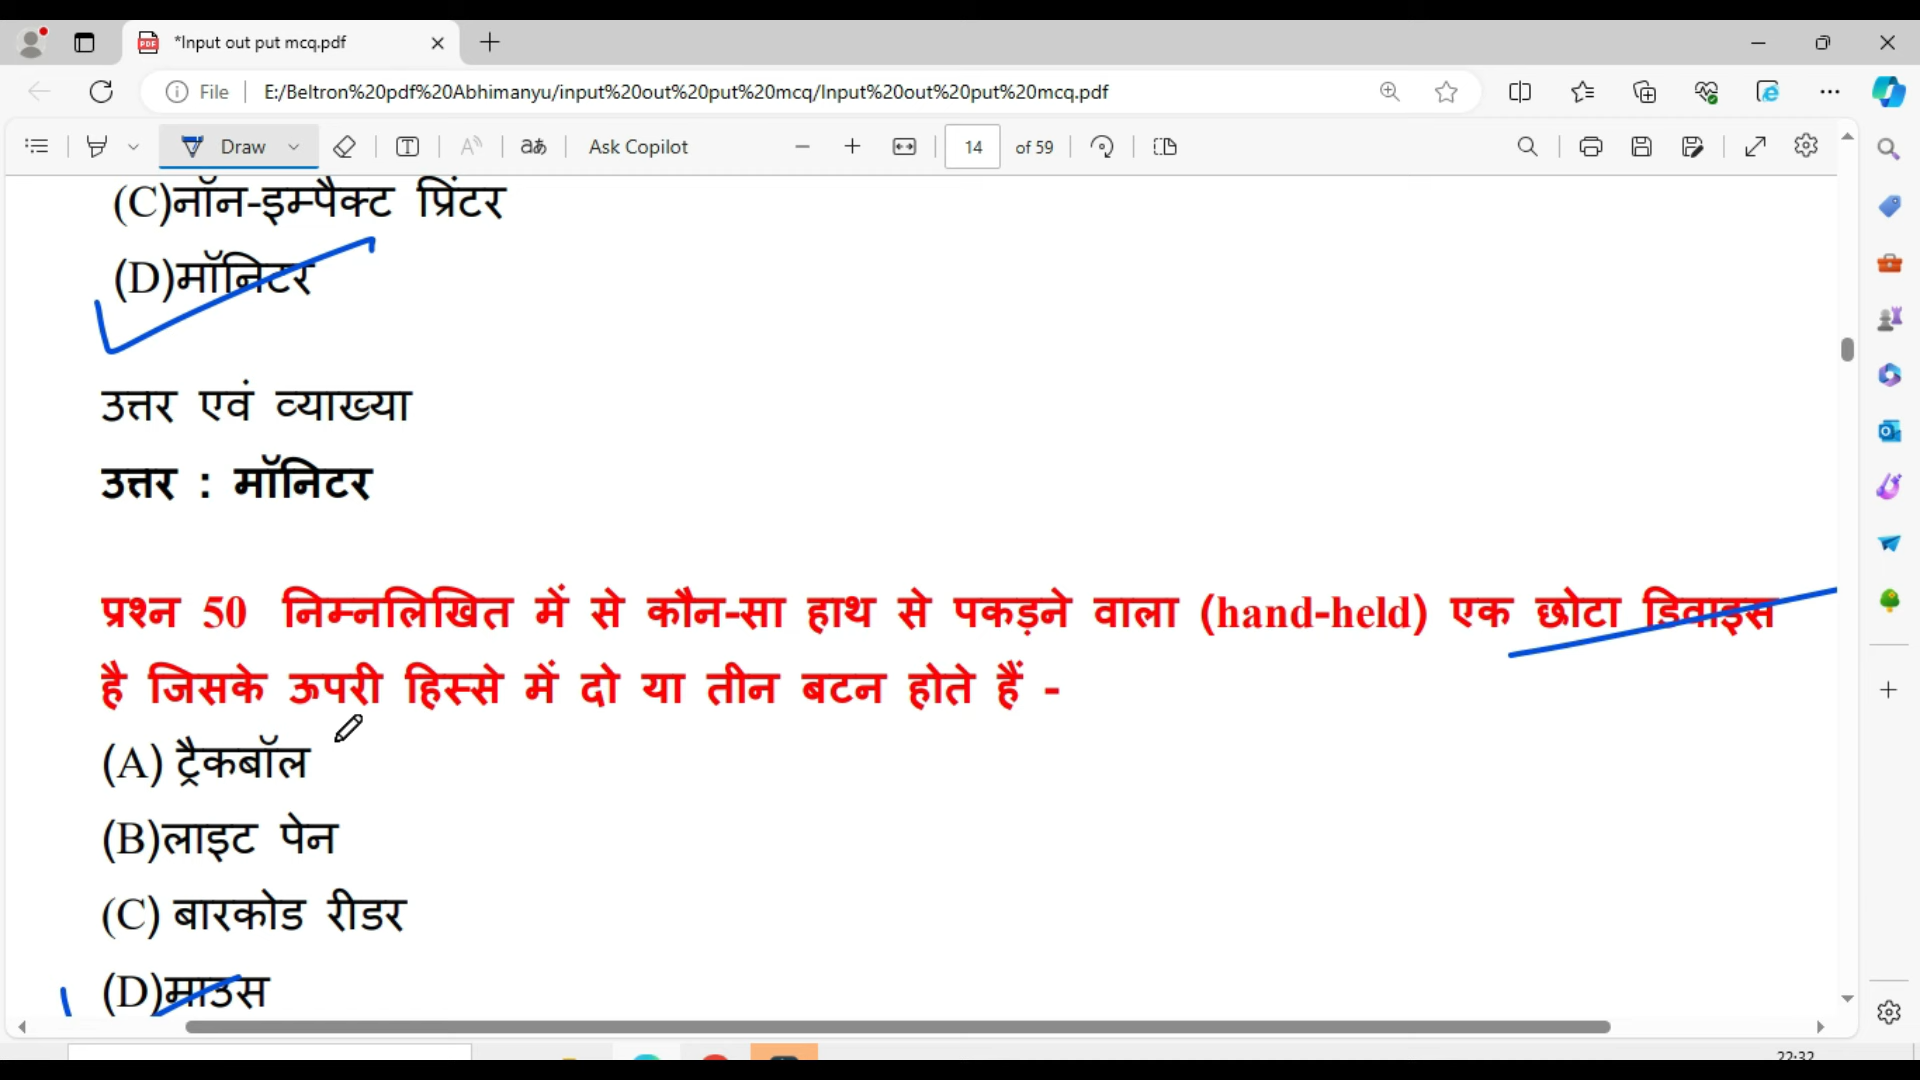 *Input out put mcq.pdf
File
E:/Beltron%20pdf%20Abhimanyu/input%20out%20put%20mcq/Input%20out%20put%20mcq.pdf
Draw
aあ
Ask Copilot
14 of 59
(C)नॉन-इम्पैक्ट प्रिंटर
(D)मॉनिटर
उत्तर एवं व्याख्या
उत्तर : मॉनिटर
प्रश्न 50 निम्नलिखित में से कौन-सा हाथ से पकड़ने वाला (hand-held) एक छोटा डिवाइस
है जिसके ऊपरी हिस्से में दो या तीन बटन होते हैं -
(A) ट्रैकबॉल
(B)लाइट पेन
(C) बारकोड रीडर
(D)माउस